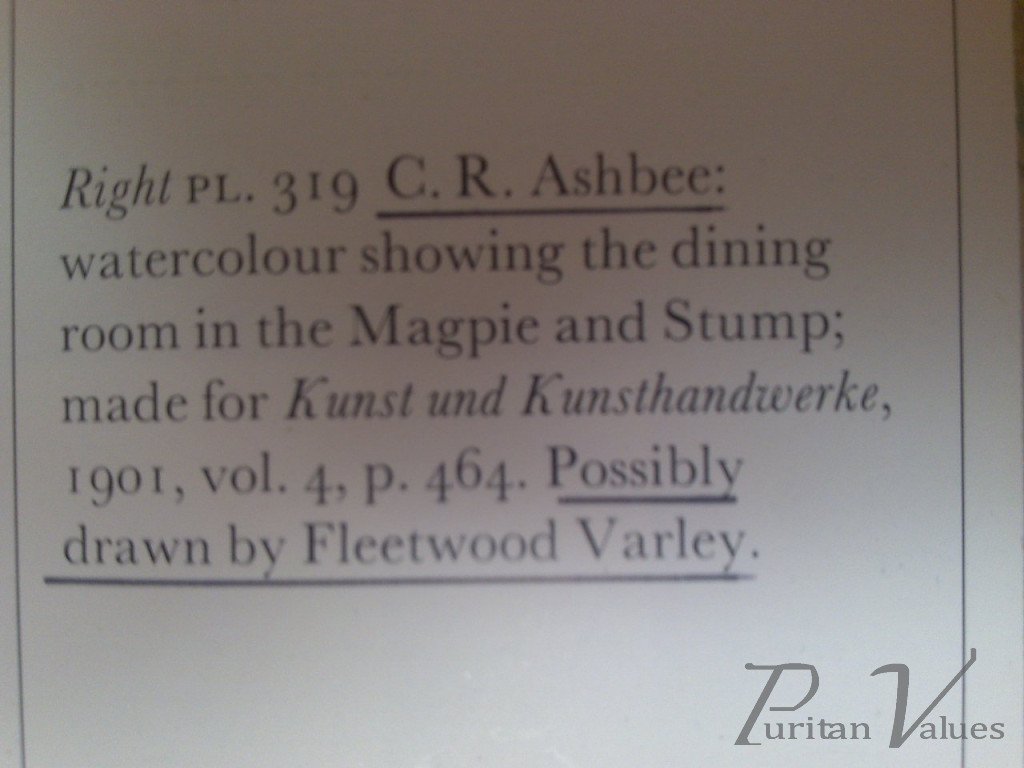 Right PL. 319 C. R. Ashbee:
watercolour showing the dining
room in the Magpie and Stump;
made for Kunst und Kunsthandwerke,
1901, vol. 4, p. 464. Possibly
drawn by Fleetwood Varley.
Puritan Values